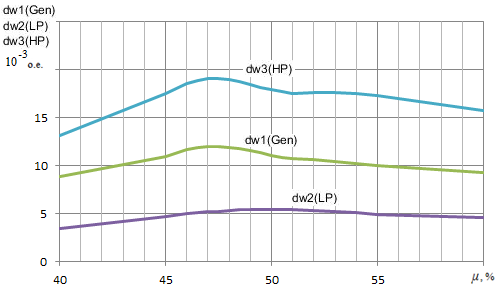 dw1(Gen)
dw2(LP)
dw3(HP)
10⁻³ o.e.
dw3(HP)
15
dw1(Gen)
10
dw2(LP)
5
0
40 45 50 55 μ,%